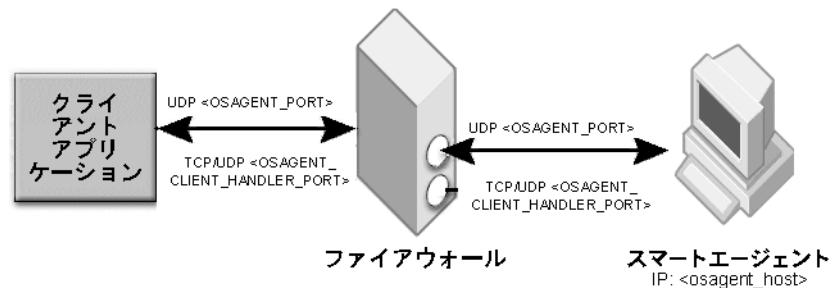 クライ
アント
アプリ
ケーション
UDP <OSAGENT_PORT>
TCP/UDP <OSAGENT_
CLIENT_HANDLER_PORT>
UDP <OSAGENT_PORT>
TCP/UDP <OSAGENT_
CLIENT_HANDLER_PORT>
ファイアウォール
スマートエージェント
IP: <osagent_host>